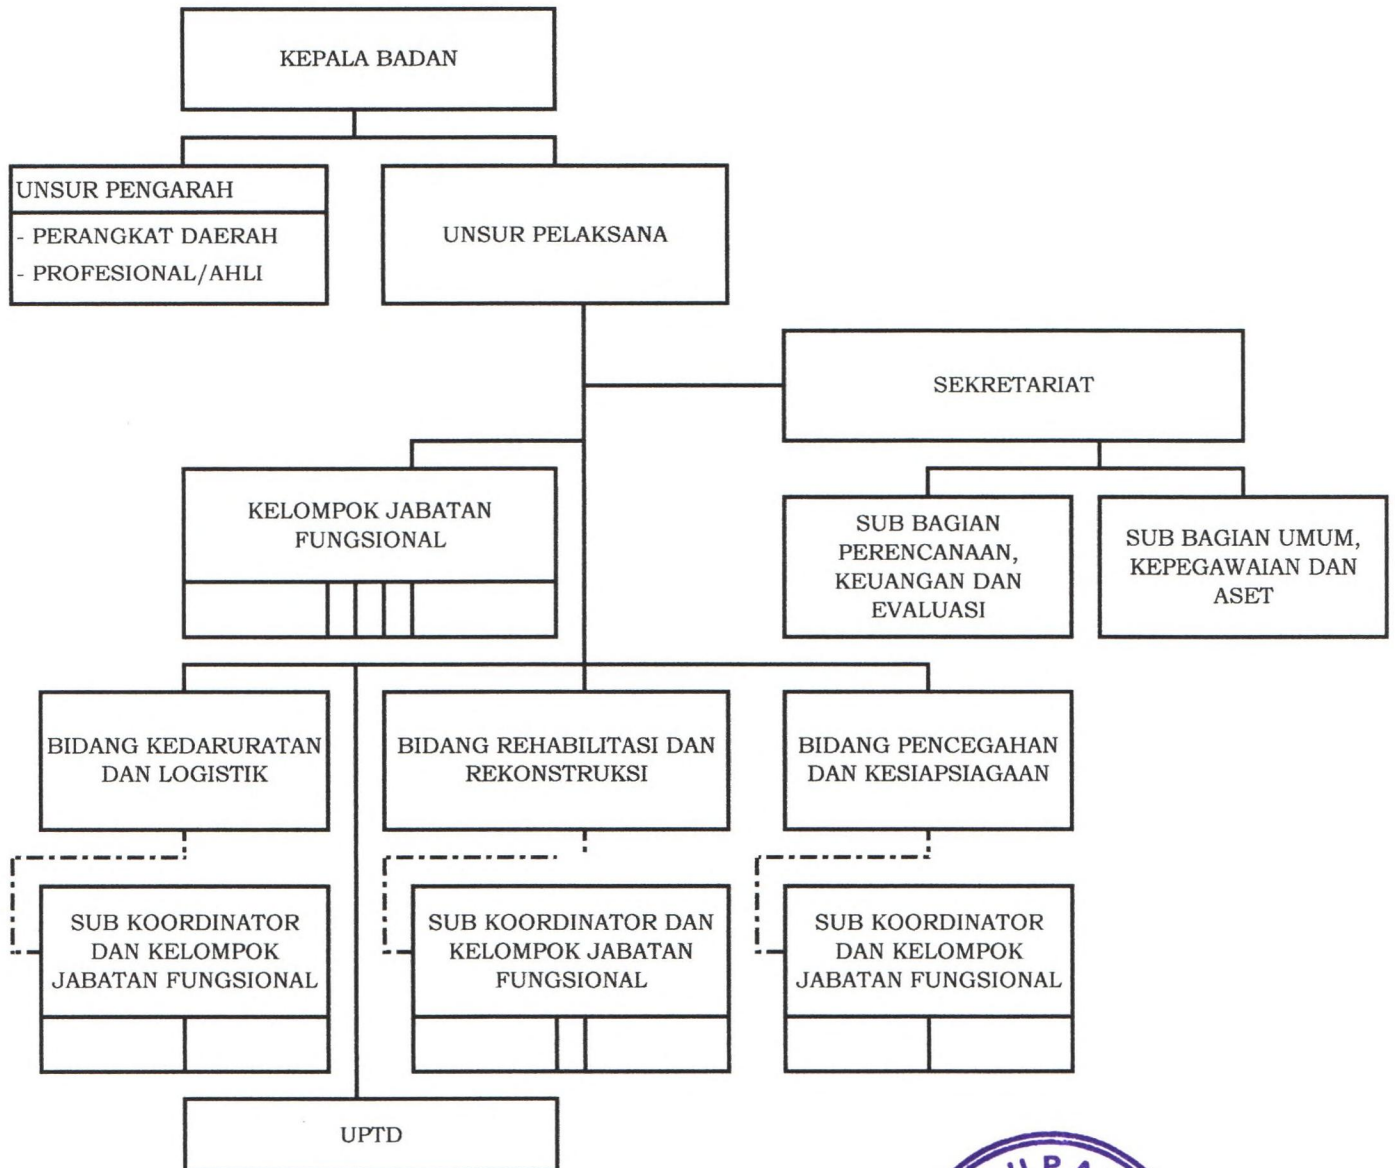 KEPALA BADAN
UNSUR PENGARAH
- PERANGKAT DAERAH
- PROFESIONAL/AHLI
UNSUR PELAKSANA
SEKRETARIAT
KELOMPOK JABATAN
FUNGSIONAL
SUB BAGIAN
PERENCANAAN,
KEUANGAN DAN
EVALUASI
SUB BAGIAN UMUM,
KEPEGAWAIAN DAN
ASET
BIDANG KEDARURATAN
DAN LOGISTIK
BIDANG REHABILITASI DAN
REKONSTRUKSI
BIDANG PENCEGAHAN
DAN KESIAPSIAGAAN
SUB KOORDINATOR
DAN KELOMPOK
JABATAN FUNGSIONAL
SUB KOORDINATOR DAN
KELOMPOK JABATAN
FUNGSIONAL
SUB KOORDINATOR
DAN KELOMPOK
JABATAN FUNGSIONAL
UPTD